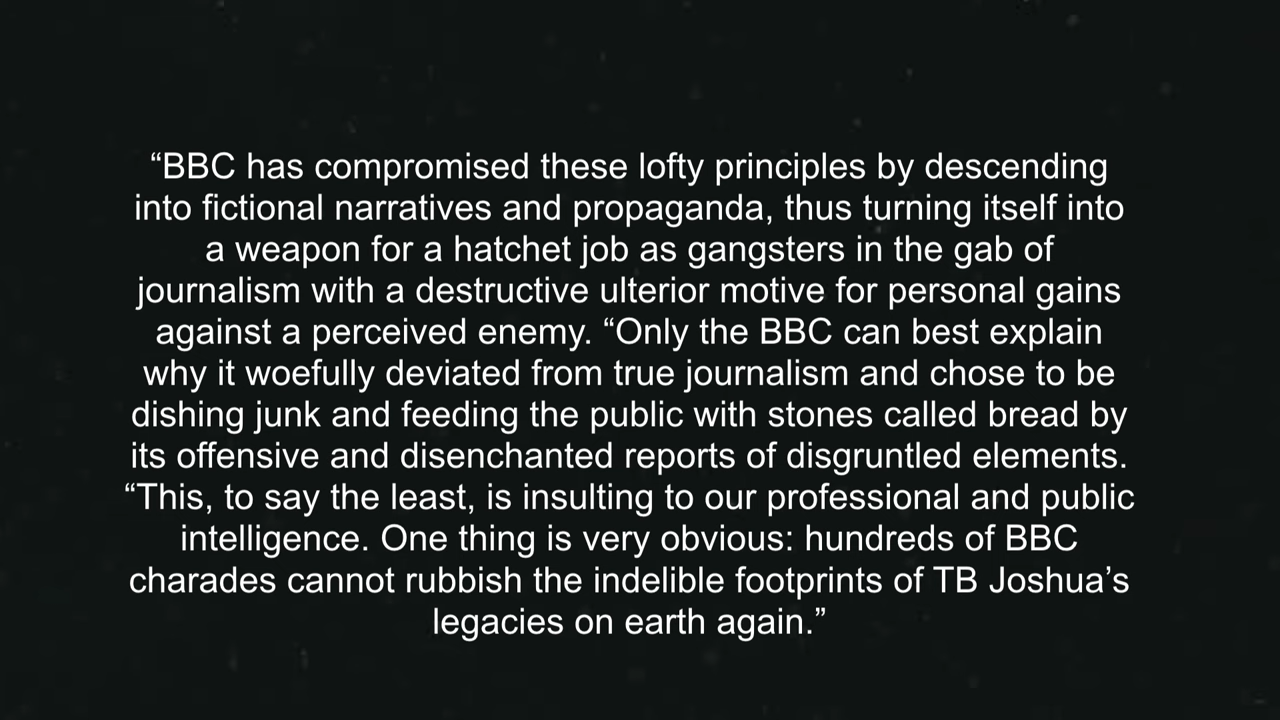 “BBC has compromised these lofty principles by descending
into fictional narratives and propaganda, thus turning itself into
a weapon for a hatchet job as gangsters in the gab of
journalism with a destructive ulterior motive for personal gains
against a perceived enemy. “Only the BBC can best explain
why it woefully deviated from true journalism and chose to be
dishing junk and feeding the public with stones called bread by
its offensive and disenchanted reports of disgruntled elements.
“This, to say the least, is insulting to our professional and public
intelligence. One thing is very obvious: hundreds of BBC
charades cannot rubbish the indelible footprints of TB Joshua’s
legacies on earth again.”